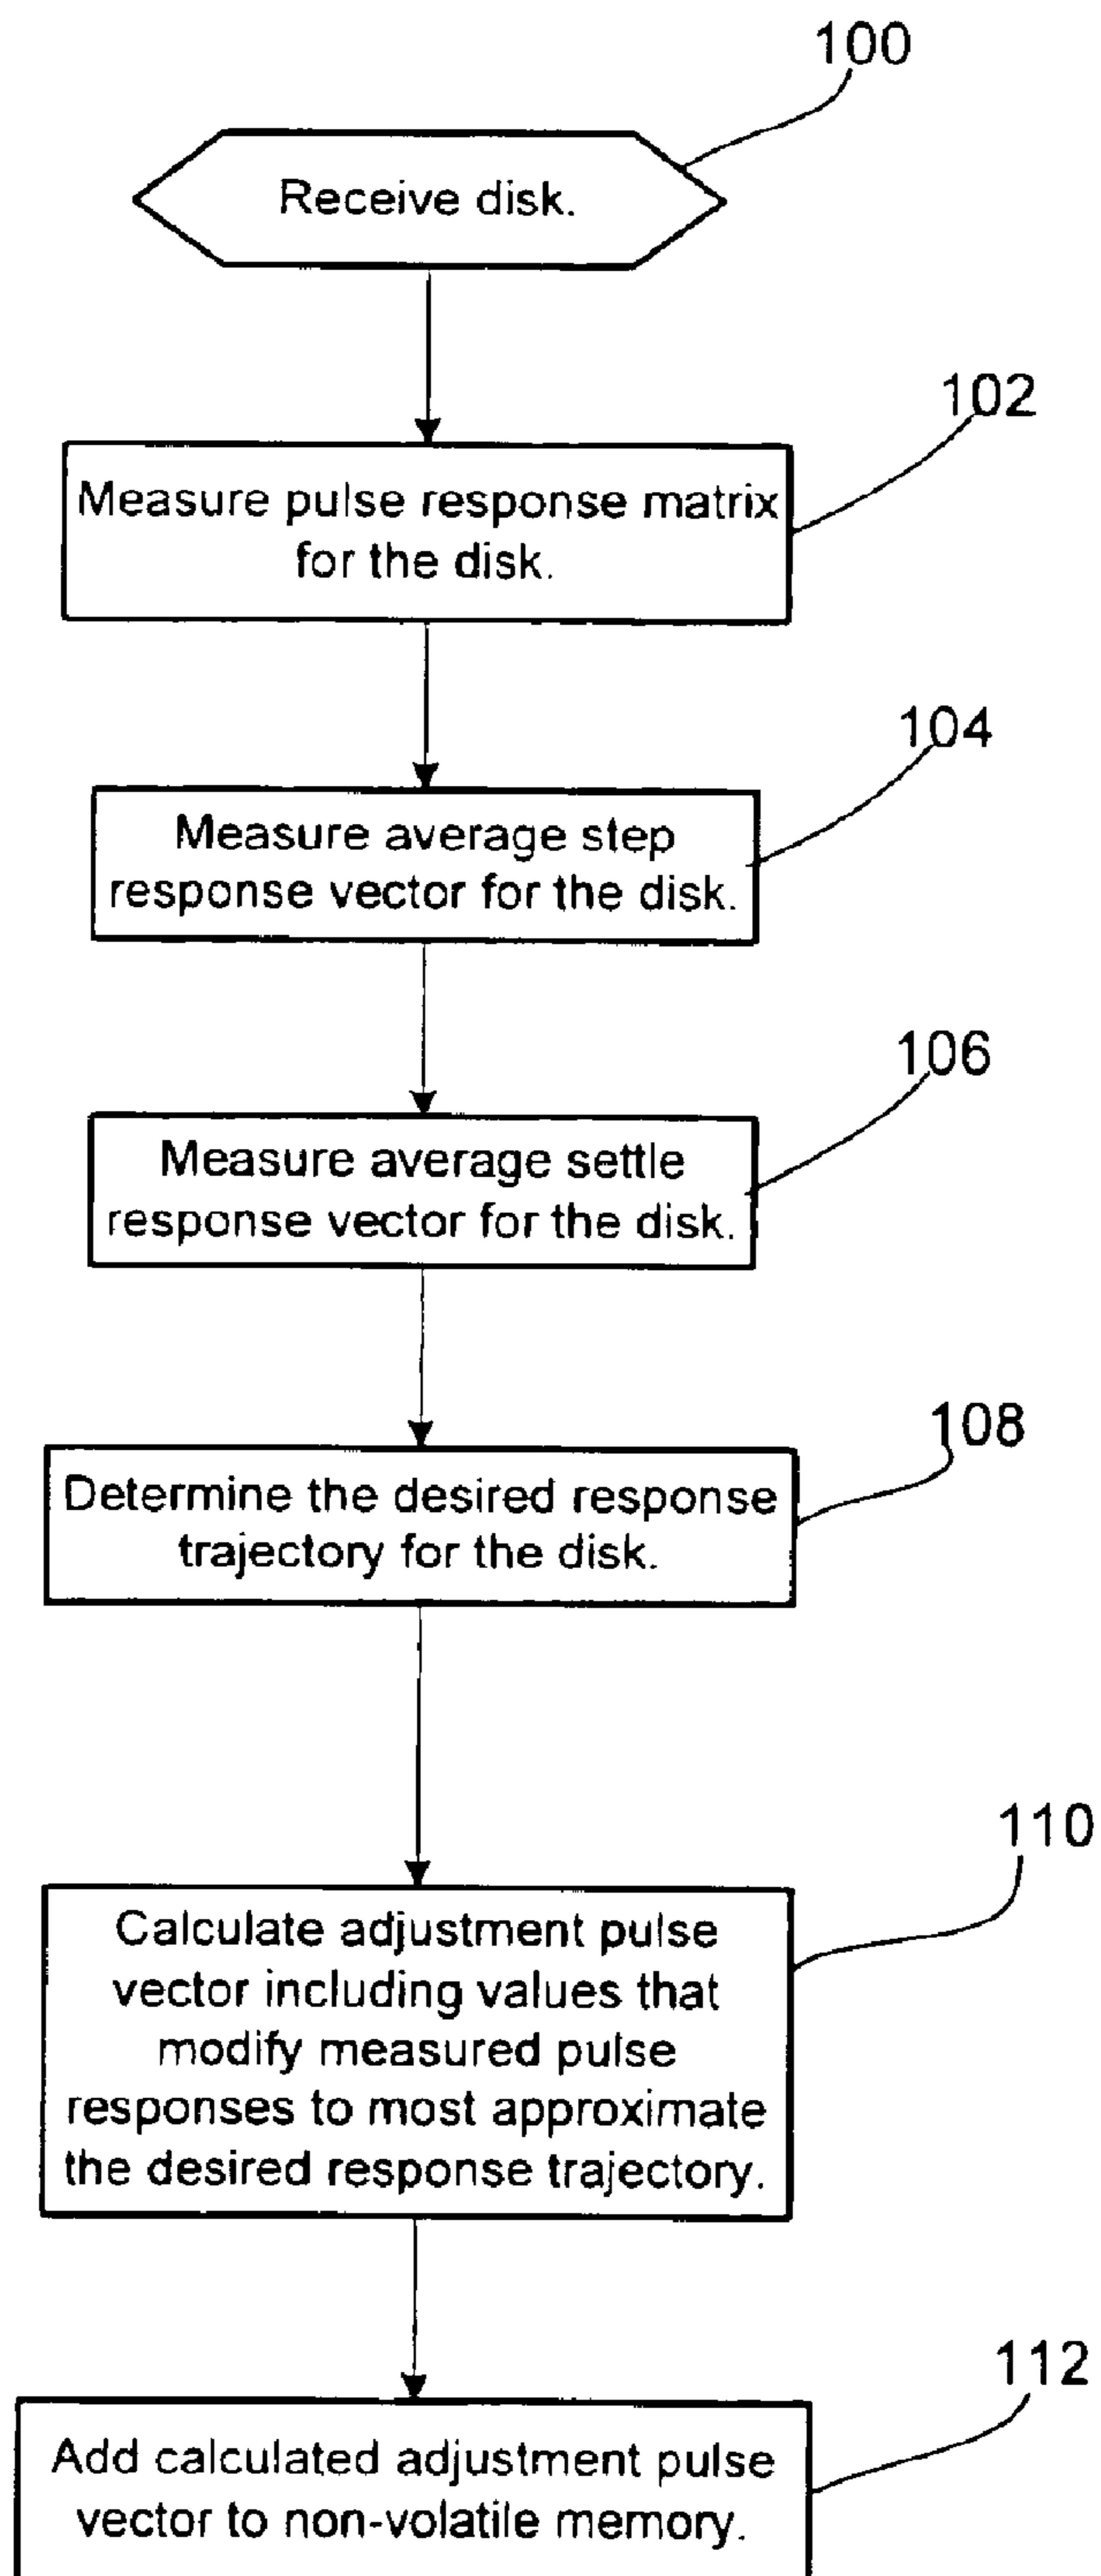 100
Receive disk.
102
Measure pulse response matrix
for the disk.
104
Measure average step
response vector for the disk.
106
Measure average settle
response vector for the disk.
108
Determine the desired response
trajectory for the disk.
110
Calculate adjustment pulse
vector including values that
modify measured pulse
responses to most approximate
the desired response trajectory.
112
Add calculated adjustment pulse
vector to non-volatile memory.